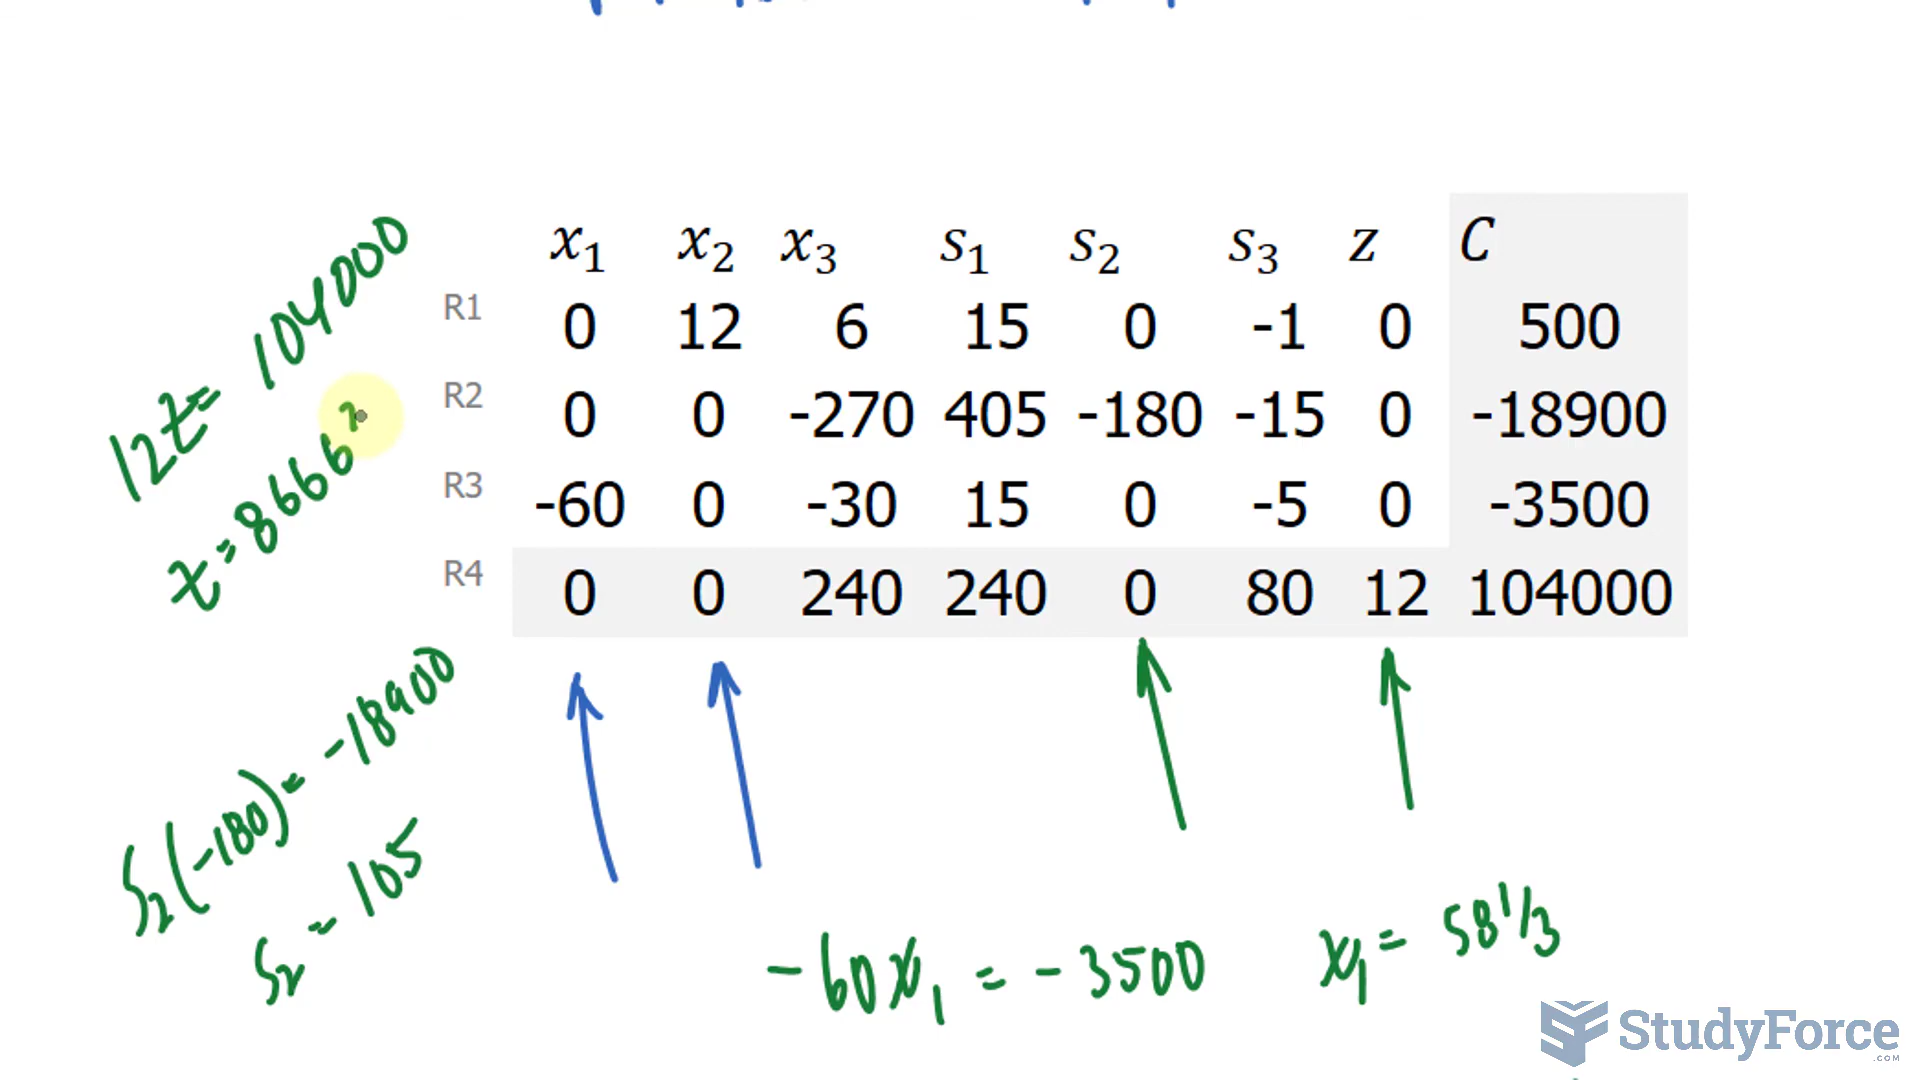 x₁ x₂ x₃ s₁ s₂ s₃ z C
R1 0 12 6 15 0 -1 0 500
R2 0 0 -270 405 -180 -15 0 -18900
R3 -60 0 -30 15 0 -5 0 -3500
R4 0 0 240 240 0 80 12 104000
12z = 104000
z = 8666
S₂(-180) = -18900
S₂ = 105
-60x₁ = -3500
x₁ = 58 1/3
StudyForce
.COM